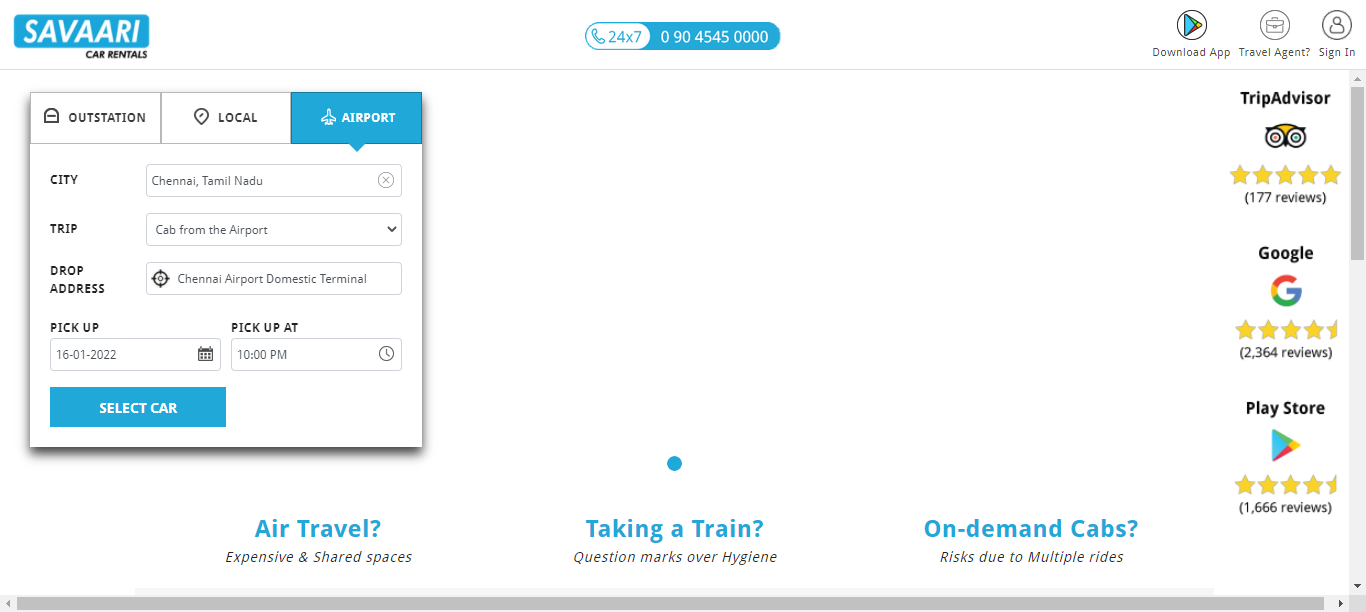 SAVAARI
CAR RENTALS
24x7 0 90 4545 0000
Download App
Travel Agent?
Sign In
OUTSTATION
LOCAL
AIRPORT
CITY
Chennai, Tamil Nadu
TRIP
Cab from the Airport
DROP
ADDRESS
Chennai Airport Domestic Terminal
PICK UP
PICK UP AT
16-01-2022
10:00 PM
SELECT CAR
TripAdvisor
(177 reviews)
Google
(2,364 reviews)
Play Store
(1,666 reviews)
Air Travel?
Expensive & Shared spaces
Taking a Train?
Question marks over Hygiene
On-demand Cabs?
Risks due to Multiple rides